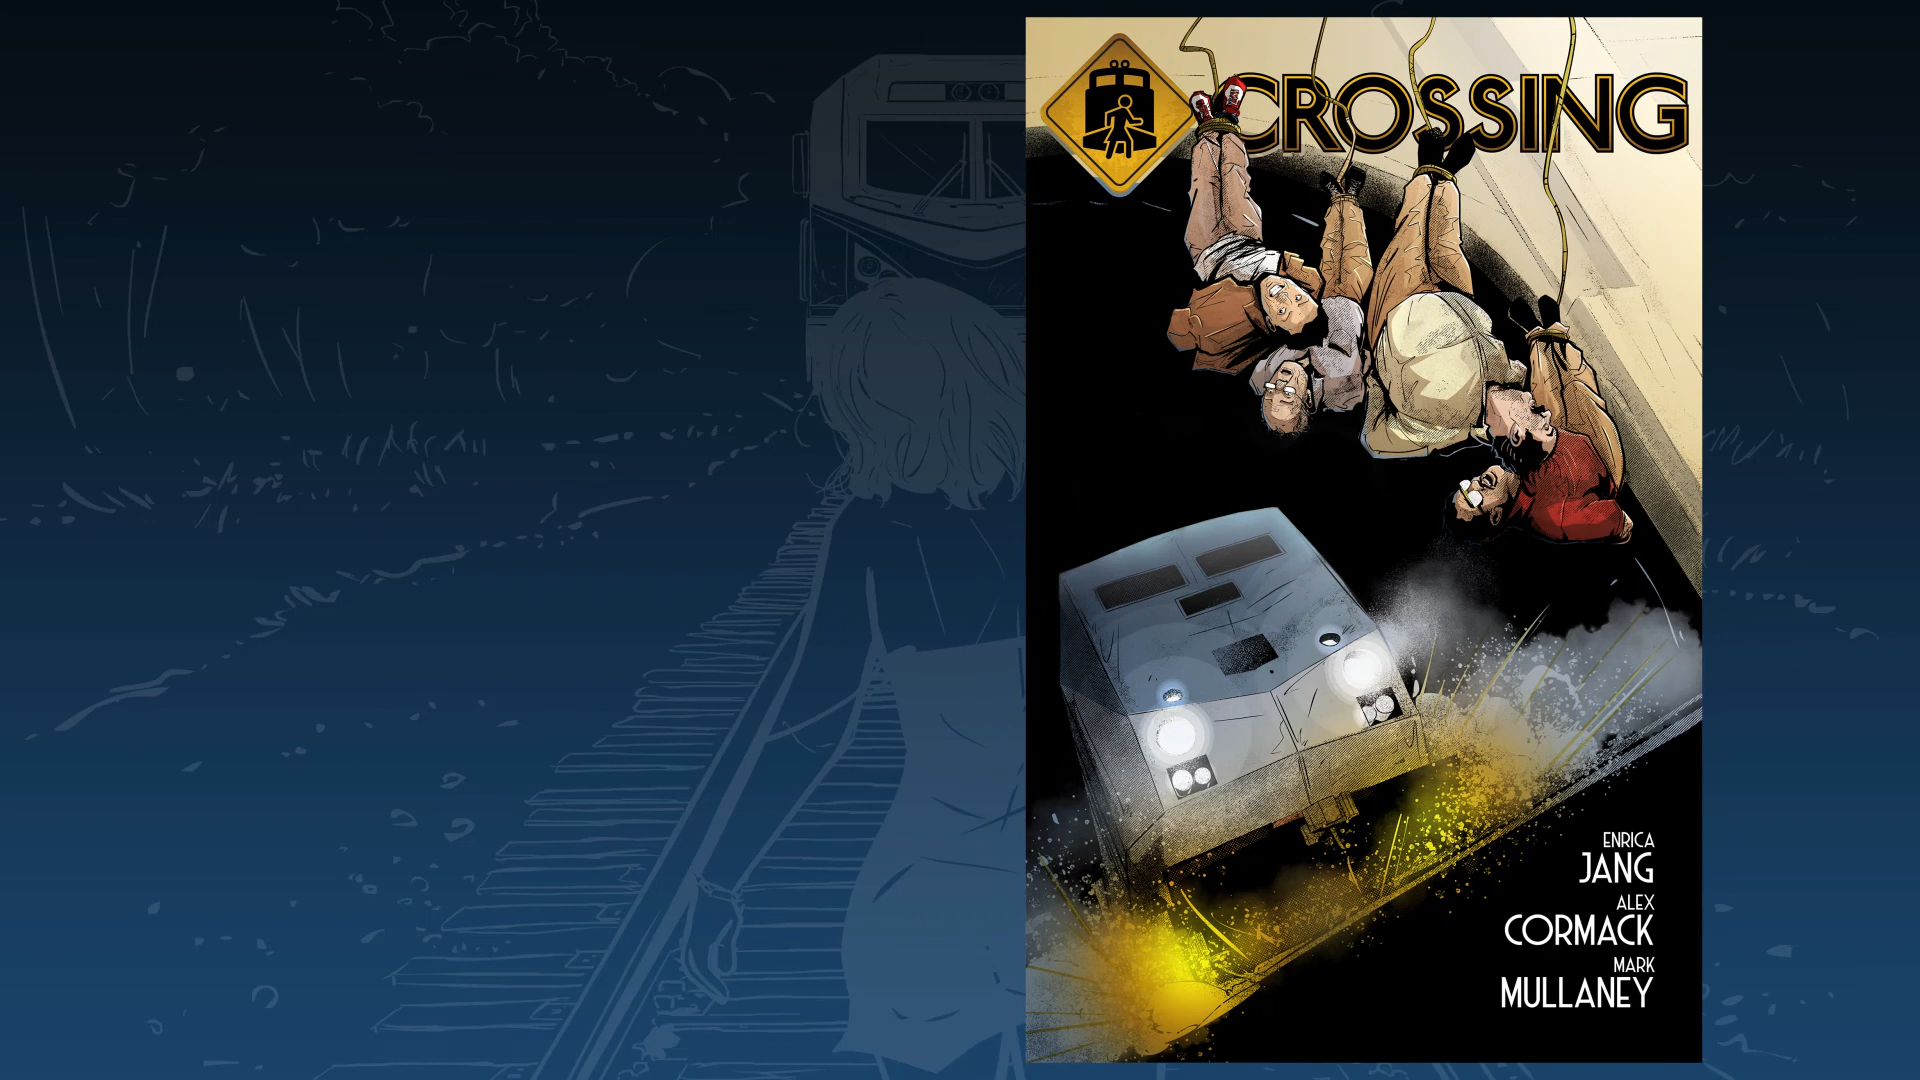 CROSSING
ENRICA
JANG
ALEX
CORMACK
MARK
MULLANEY